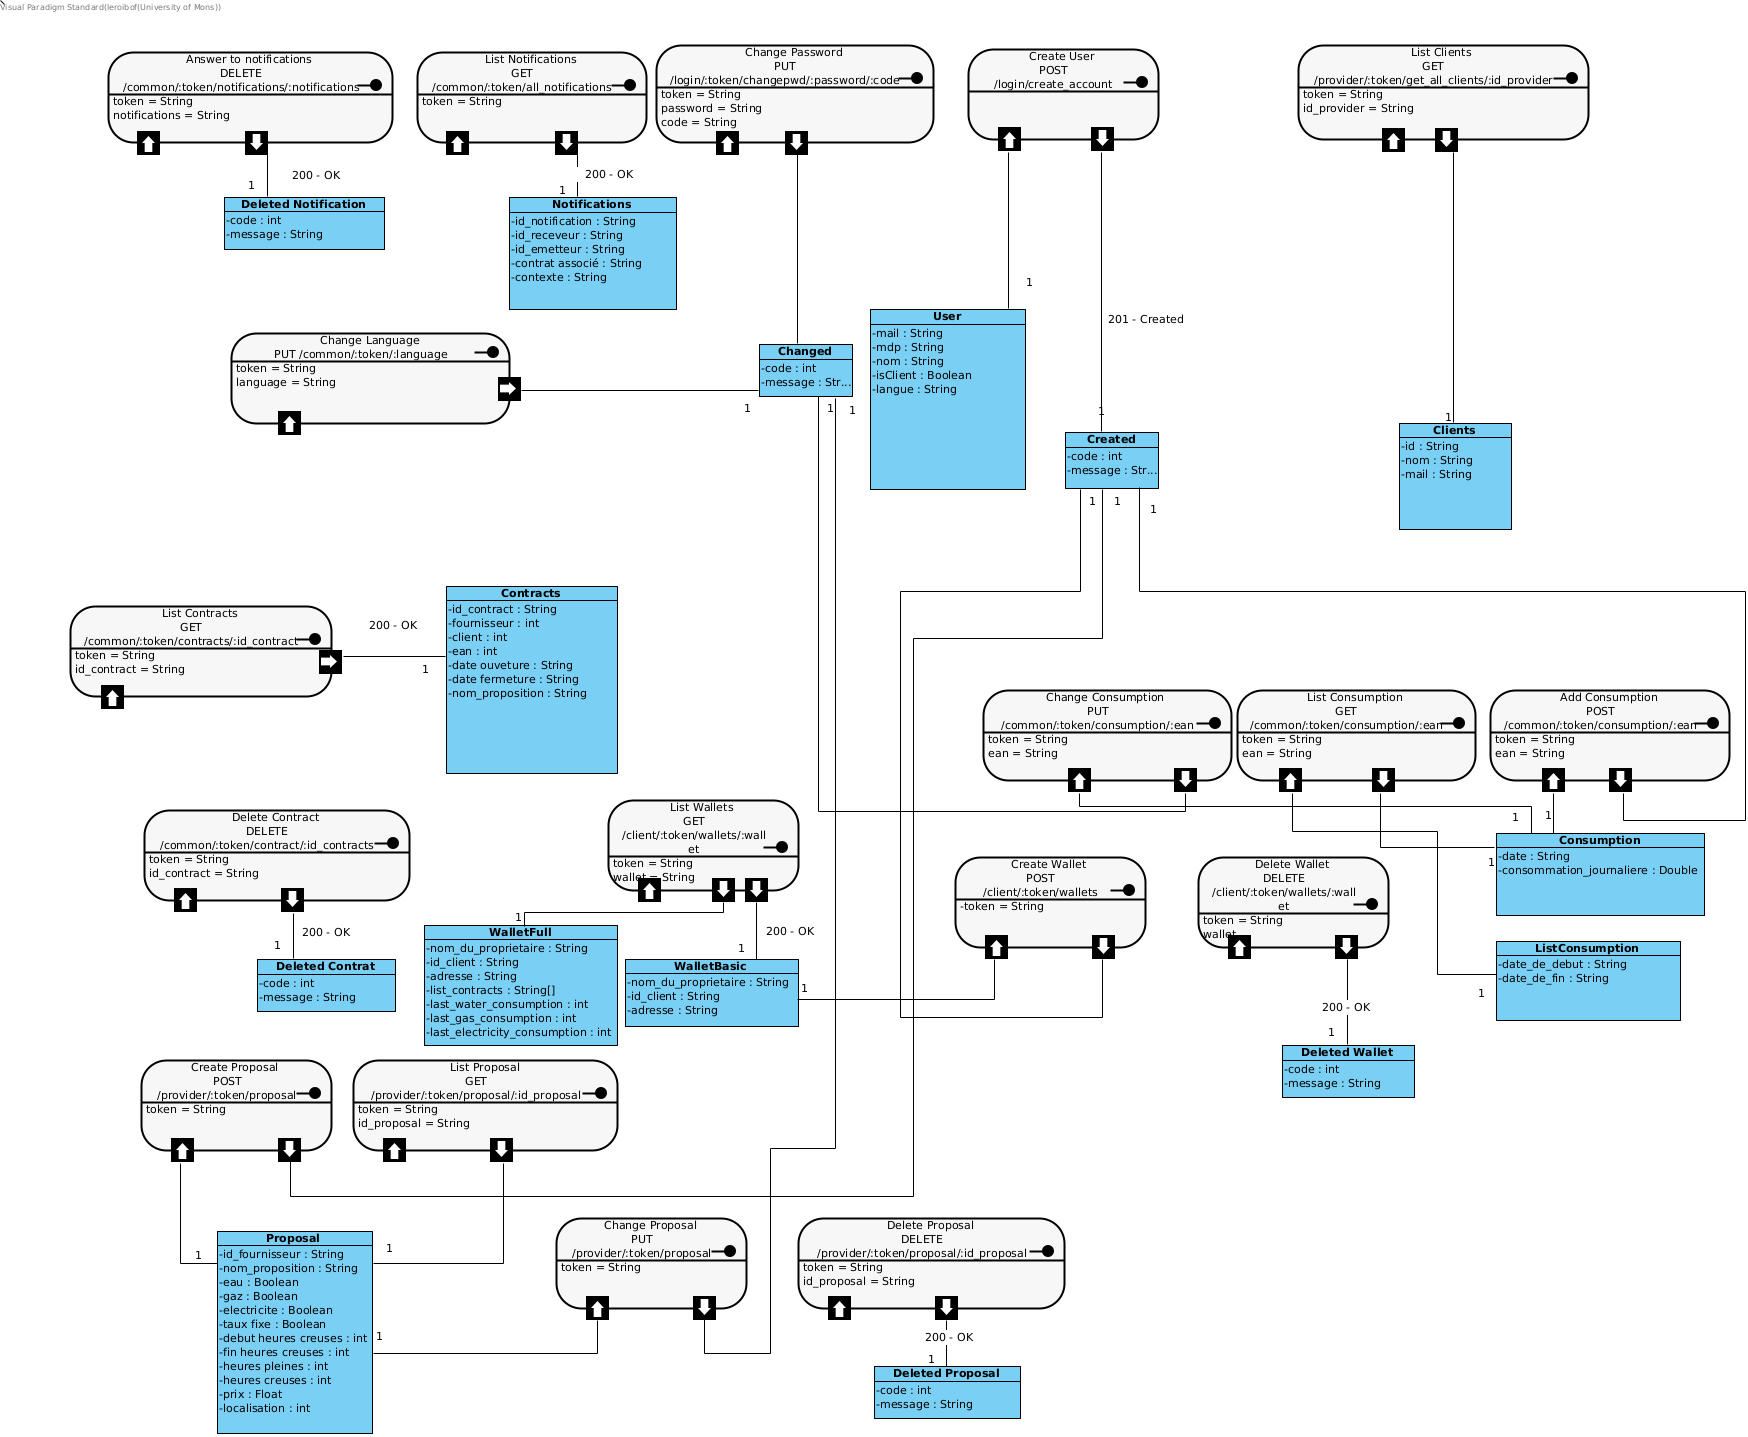 Visual Paradigm Standard(leroibof(University of Mons))
Answer to notifications
DELETE
/common/:token/notifications/:notifications
token = String
notifications = String
200 - OK
1
Deleted Notification
-code : int
-message : String
List Notifications
GET
/common/:token/all_notifications
token = String
200 - OK
1
Notifications
-id_notification : String
-id_receveur : String
-id_emetteur : String
-contrat associé : String
-contexte : String
Change Password
PUT
/login/:token/changepwd/:password/:code
token = String
password = String
code = String
Create User
POST
/login/create_account
1
User
-mail : String
-mdp : String
-nom : String
-isClient : Boolean
-langue : String
201 - Created
1
Created
-code : int
-message : Str...
1
1
1
List Clients
GET
/provider/:token/get_all_clients/:id_provider
token = String
id_provider = String
1
Clients
-id : String
-nom : String
-mail : String
Change Language
PUT /common/:token/:language
token = String
language = String
Changed
-code : int
-message : Str...
1
1
1
List Contracts
GET
/common/:token/contracts/:id_contract
token = String
id_contract = String
200 - OK
1
Contracts
-id_contract : String
-fournisseur : int
-client : int
-ean : int
-date ouveture : String
-date fermeture : String
-nom_proposition : String
Change Consumption
PUT
/common/:token/consumption/:ean
token = String
ean = String
List Consumption
GET
/common/:token/consumption/:ean
token = String
ean = String
Add Consumption
POST
/common/:token/consumption/:ean
token = String
ean = String
1
1
1
Consumption
-date : String
-consommation_journaliere : Double
ListConsumption
-date_de_debut : String
-date_de_fin : String
1
Delete Contract
DELETE
/common/:token/contract/:id_contracts
token = String
id_contract = String
200 - OK
1
Deleted Contrat
-code : int
-message : String
List Wallets
GET
/client/:token/wallets/:wall
et
token = String
wallet = String
1
WalletFull
-nom_du_proprietaire : String
-id_client : String
-adresse : String
-list_contracts : String[]
-last_water_consumption : int
-last_gas_consumption : int
-last_electricity_consumption : int
200 - OK
1
WalletBasic
-nom_du_proprietaire : String
-id_client : String
-adresse : String
1
Create Wallet
POST
/client/:token/wallets
-token = String
Delete Wallet
DELETE
/client/:token/wallets/:wall
et
token = String
wallet
200 - OK
1
Deleted Wallet
-code : int
-message : String
Create Proposal
POST
/provider/:token/proposal
token = String
List Proposal
GET
/provider/:token/proposal/:id_proposal
token = String
id_proposal = String
1
1
Proposal
-id_fournisseur : String
-nom_proposition : String
-eau : Boolean
-gaz : Boolean
-electricite : Boolean
-taux fixe : Boolean
-debut heures creuses : int
-fin heures creuses : int
-heures pleines : int
-heures creuses : int
-prix : Float
-localisation : int
1
Change Proposal
PUT
/provider/:token/proposal
token = String
Delete Proposal
DELETE
/provider/:token/proposal/:id_proposal
token = String
id_proposal = String
200 - OK
1
Deleted Proposal
-code : int
-message : String